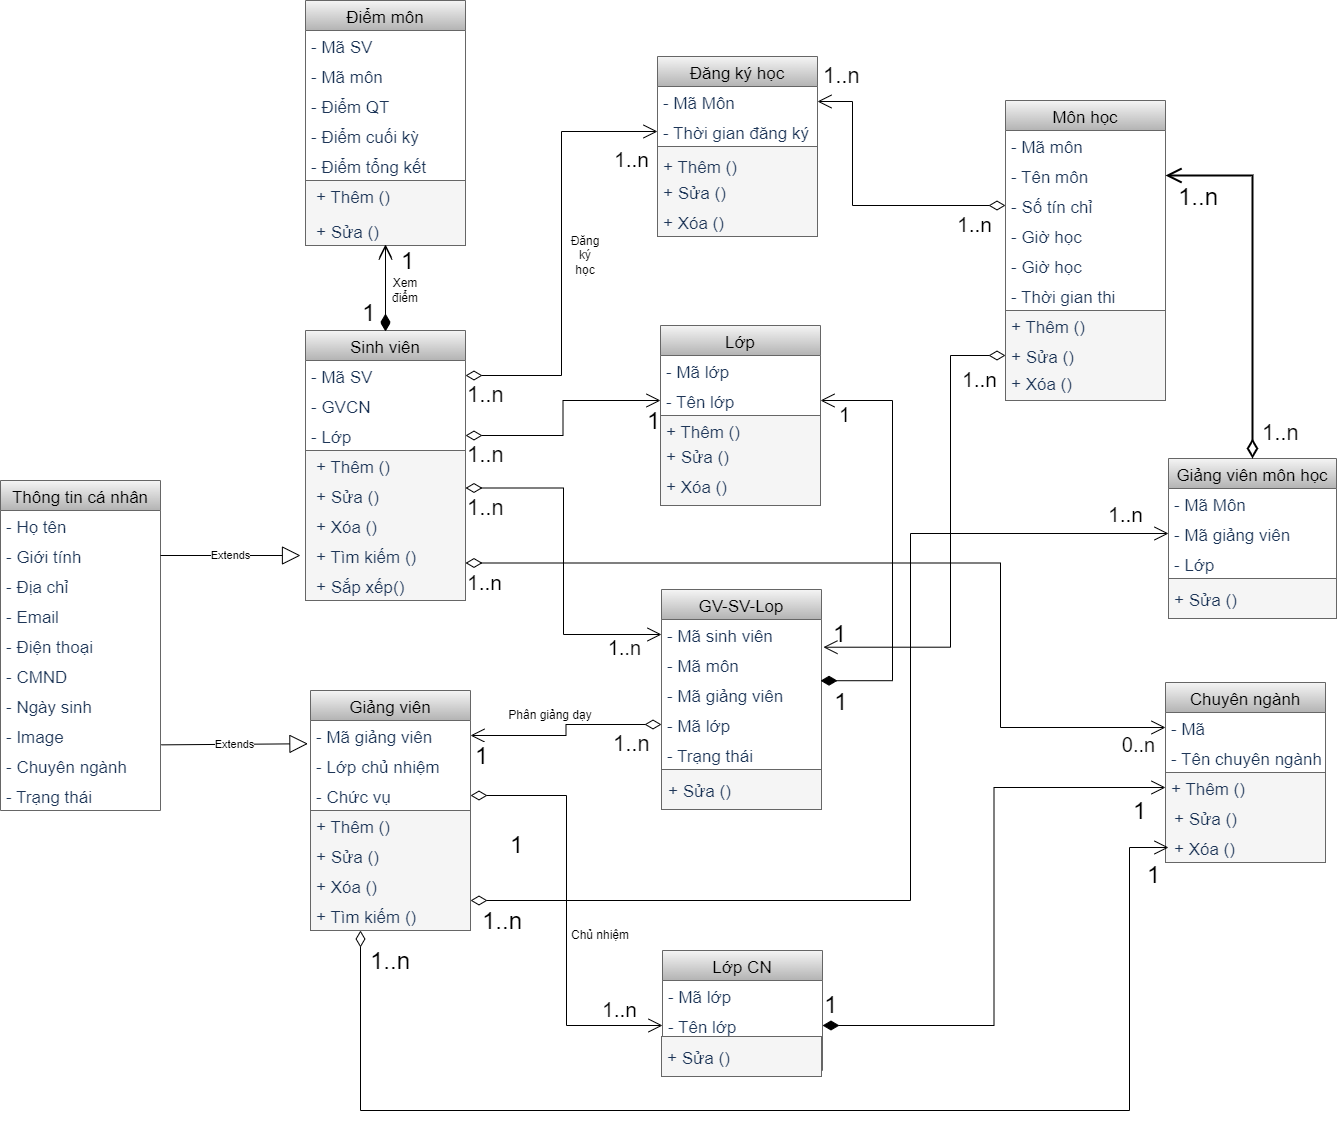 Điểm môn
- Mã SV
- Mã môn
- Điểm QT
- Điểm cuối kỳ
- Điểm tổng kết
+ Thêm ()
+ Sửa ()
1
Xem
điểm
1
Sinh viên
- Mã SV
- GVCN
- Lớp
+ Thêm ()
+ Sửa ()
+ Xóa ()
+ Tìm kiếm ()
+ Sắp xếp()
1..n
1..n
1..n
1..n
Thông tin cá nhân
- Họ tên
- Giới tính
- Địa chỉ
- Email
- Điện thoại
- CMND
- Ngày sinh
- Image
- Chuyên ngành
- Trạng thái
Extends
Extends
Giảng viên
- Mã giảng viên
- Lớp chủ nhiệm
- Chức vụ
+ Thêm ()
+ Sửa ()
+ Xóa ()
+ Tìm kiếm ()
1
1
1..n
1..n
Đăng ký học
- Mã Môn
- Thời gian đăng ký
+ Thêm ()
+ Sửa ()
+ Xóa ()
1..n
1..n
Đăng
ký
học
Lớp
- Mã lớp
- Tên lớp
+ Thêm ()
+ Sửa ()
+ Xóa ()
1
1
GV-SV-Lop
- Mã sinh viên
- Mã môn
- Mã giảng viên
- Mã lớp
- Trạng thái
+ Sửa ()
1..n
1
1
Phân giảng dạy
1..n
Chủ nhiệm
Lớp CN
- Mã lớp
- Tên lớp
+ Sửa ()
1..n
1
Môn học
- Mã môn
- Tên môn
- Số tín chỉ
- Giờ học
- Giờ học
- Thời gian thi
+ Thêm ()
+ Sửa ()
+ Xóa ()
1..n
1..n
1..n
1..n
Giảng viên môn học
- Mã Môn
- Mã giảng viên
- Lớp
+ Sửa ()
1..n
Chuyên ngành
- Mã
- Tên chuyên ngành
+ Thêm ()
+ Sửa ()
+ Xóa ()
0..n
1
1